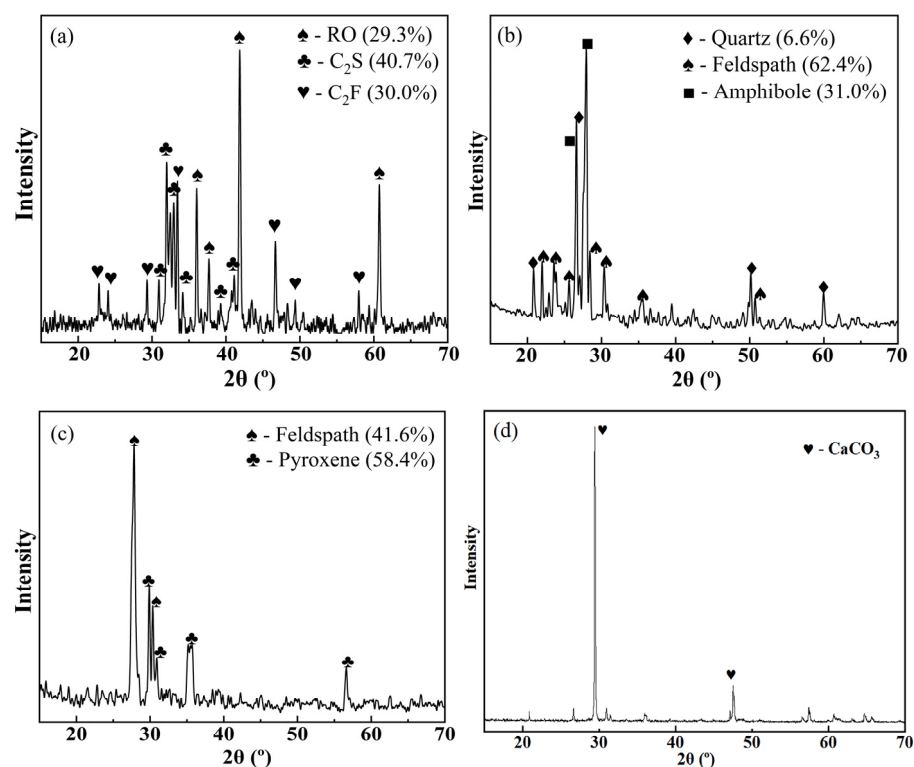 (a)
♠ - RO (29.3%)
♣ - C₂S (40.7%)
♥ - C₂F (30.0%)
Intensity
20 30 40 50 60 70
2θ (º)
(b)
♦ - Quartz (6.6%)
♠ - Feldspath (62.4%)
■ - Amphibole (31.0%)
Intensity
20 30 40 50 60 70
2θ (º)
(c)
♠ - Feldspath (41.6%)
♣ - Pyroxene (58.4%)
Intensity
20 30 40 50 60 70
2θ (º)
(d)
♥ - CaCO₃
Intensity
20 30 40 50 60 70
2θ (º)